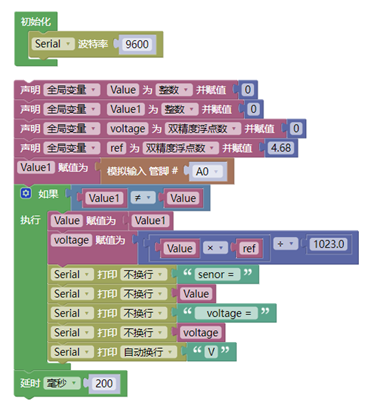 初始化
Serial 波特率 9600
声明 全局变量 Value 为 整数 并赋值 0
声明 全局变量 Value1 为 整数 并赋值 0
声明 全局变量 voltage 为 双精度浮点数 并赋值 0
声明 全局变量 ref 为 双精度浮点数 并赋值 4.68
Value1 赋值为 模拟输入 管脚 # A0
如果 Value1 ≠ Value
执行 Value 赋值为 Value1
voltage 赋值为 Value × ref ÷ 1023.0
Serial 打印 不换行 “ senor = ”
Serial 打印 不换行 Value
Serial 打印 不换行 “ voltage = ”
Serial 打印 不换行 voltage
Serial 打印 自动换行 “ V ”
延时 毫秒 200